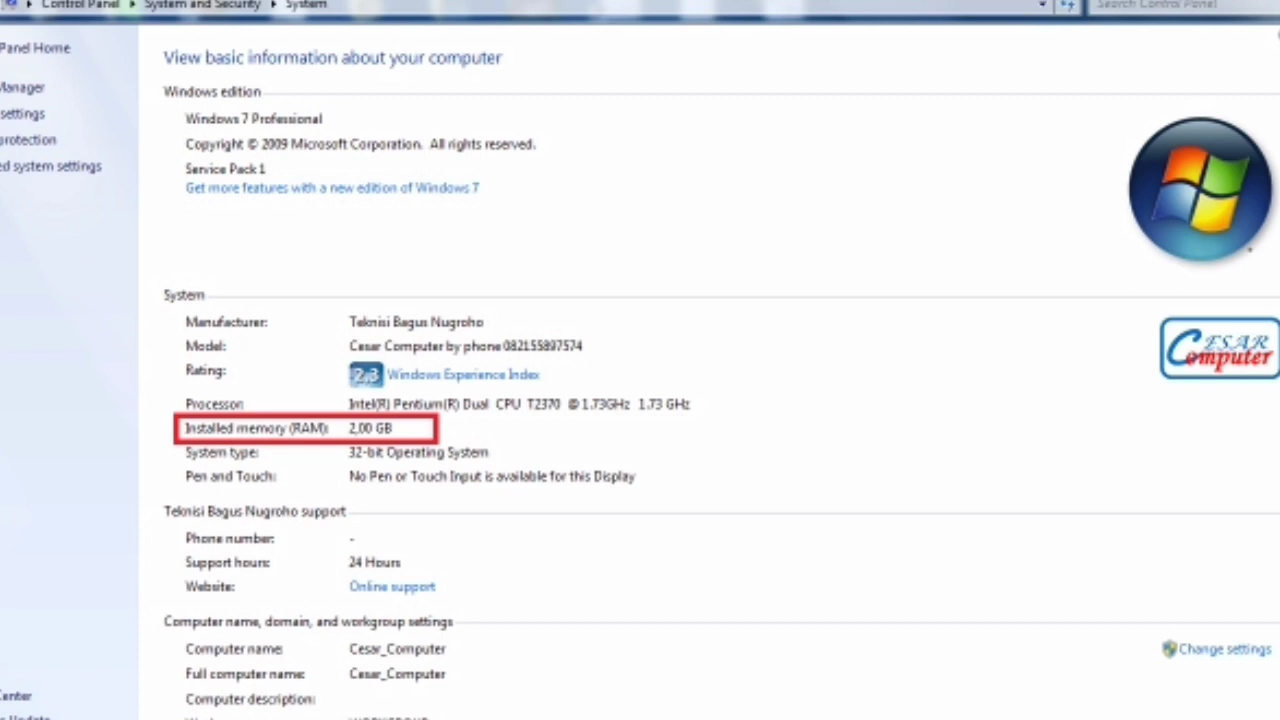 Control Panel ▸ System and Security ▸ System
Search Control Panel
Panel Home
Manager
settings
protection
ed system settings
View basic information about your computer
Windows edition
Windows 7 Professional
Copyright © 2009 Microsoft Corporation. All rights reserved.
Service Pack 1
Get more features with a new edition of Windows 7
System
Manufacturer: Teknisi Bagus Nugroho
Model: Cesar Computer by phone 082155897574
Rating: 2,3 Windows Experience Index
Processor: Intel(R) Pentium(R) Dual CPU T2370 @ 1.73GHz 1.73 GHz
Installed memory (RAM): 2,00 GB
System type: 32-bit Operating System
Pen and Touch: No Pen or Touch Input is available for this Display
CESAR
Computer
Teknisi Bagus Nugroho support
Phone number: -
Support hours: 24 Hours
Website: Online support
Computer name, domain, and workgroup settings
Computer name: Cesar_Computer
Change settings
Full computer name: Cesar_Computer
Computer description:
Center